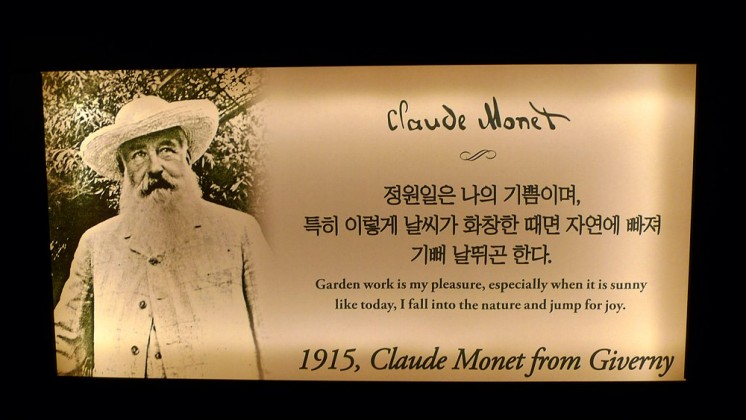 Claude Monet
정원일은 나의 기쁨이며,
특히 이렇게 날씨가 화창한 때면 자연에 빠져
기뻐 날뛰곤 한다.
Garden work is my pleasure, especially when it is sunny
like today, I fall into the nature and jump for joy.
1915, Claude Monet from Giverny